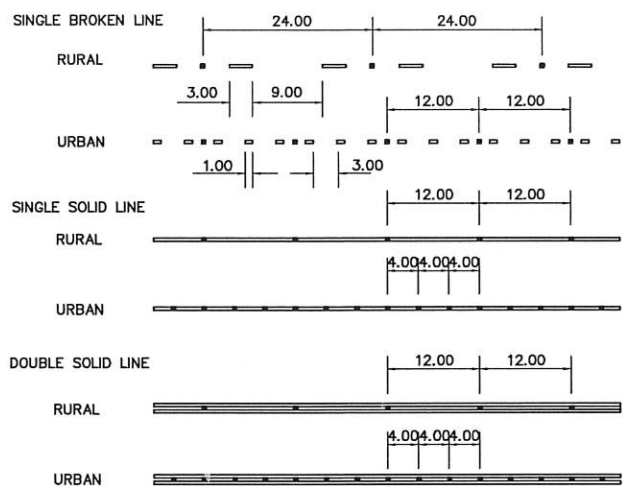 SINGLE BROKEN LINE
24.00 24.00
RURAL
3.00 9.00
12.00 12.00
URBAN
1.00 3.00
SINGLE SOLID LINE
12.00 12.00
RURAL
4.00 4.00 4.00
URBAN
DOUBLE SOLID LINE
12.00 12.00
RURAL
4.00 4.00 4.00
URBAN